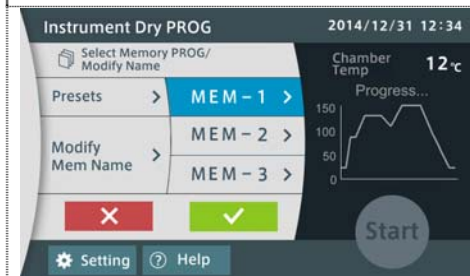 Instrument Dry PROG
2014/12/31 12:34
Select Memory PROG/
Modify Name
Presets >
MEM-1 >
MEM-2 >
Modify
Mem Name >
MEM-3 >
Chamber
Temp
12℃
Progress...
150
100
50
0
Start
Setting
? Help